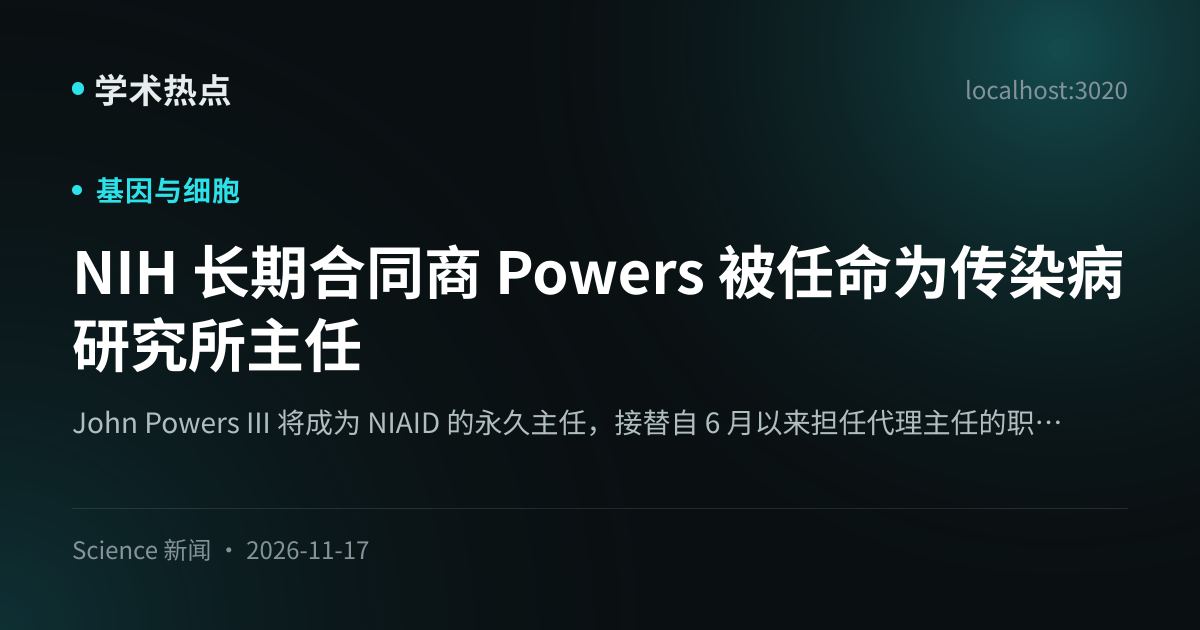 学术热点
localhost:3020
基因与细胞
NIH 长期合同商 Powers 被任命为传染病
研究所主任
John Powers III 将成为 NIAID 的永久主任，接替自 6 月以来担任代理主任的职…
Science 新闻 · 2026-11-17